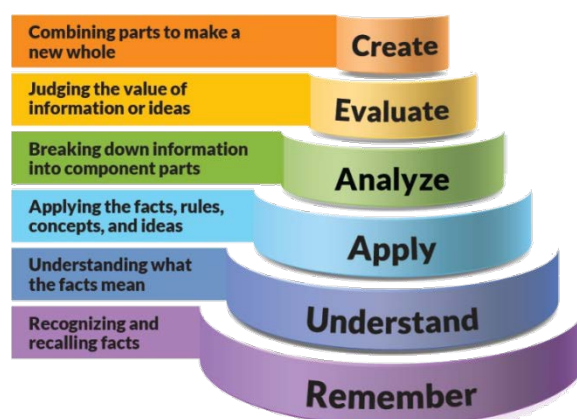 Combining parts to make a
new whole
Create
Judging the value of
information or ideas
Evaluate
Breaking down information
into component parts
Analyze
Applying the facts, rules,
concepts, and ideas
Apply
Understanding what
the facts mean
Understand
Recognizing and
recalling facts
Remember